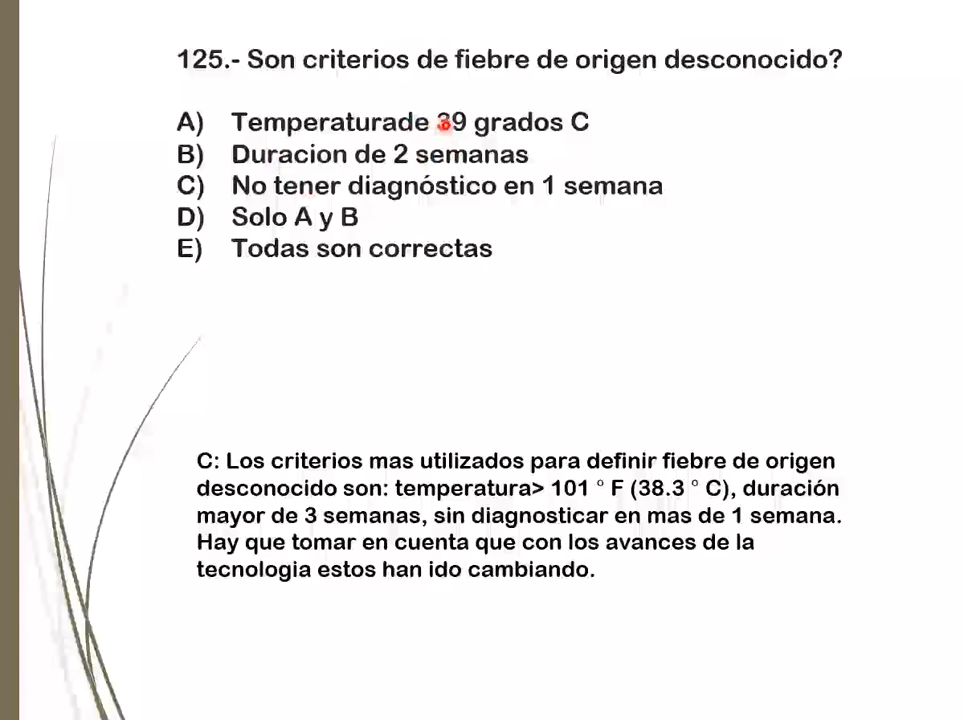 125.- Son criterios de fiebre de origen desconocido?
A) Temperaturade 39 grados C
B) Duracion de 2 semanas
C) No tener diagnóstico en 1 semana
D) Solo A y B
E) Todas son correctas
C: Los criterios mas utilizados para definir fiebre de origen
desconocido son: temperatura> 101 ° F (38.3 ° C), duración
mayor de 3 semanas, sin diagnosticar en mas de 1 semana.
Hay que tomar en cuenta que con los avances de la
tecnologia estos han ido cambiando.